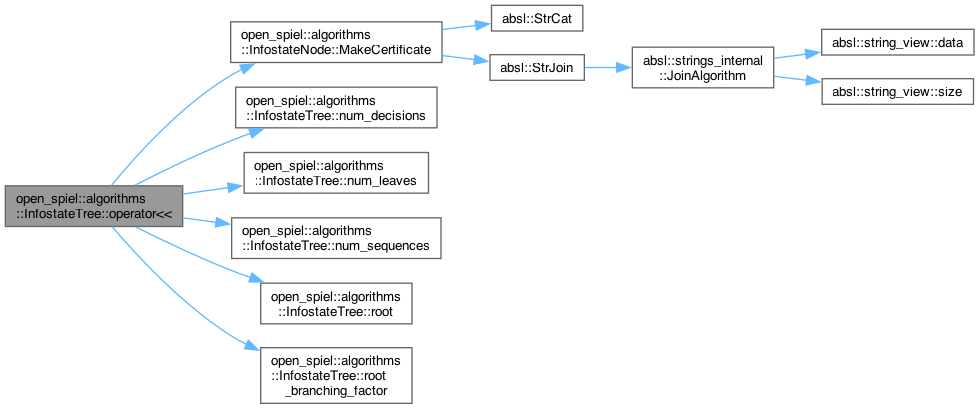 open_spiel::algorithms
::InfostateTree::operator<<
open_spiel::algorithms
::InfostateNode::MakeCertificate
absl::StrCat
absl::StrJoin
absl::strings_internal
::JoinAlgorithm
absl::string_view::data
absl::string_view::size
open_spiel::algorithms
::InfostateTree::num_decisions
open_spiel::algorithms
::InfostateTree::num_leaves
open_spiel::algorithms
::InfostateTree::num_sequences
open_spiel::algorithms
::InfostateTree::root
open_spiel::algorithms
::InfostateTree::root
_branching_factor